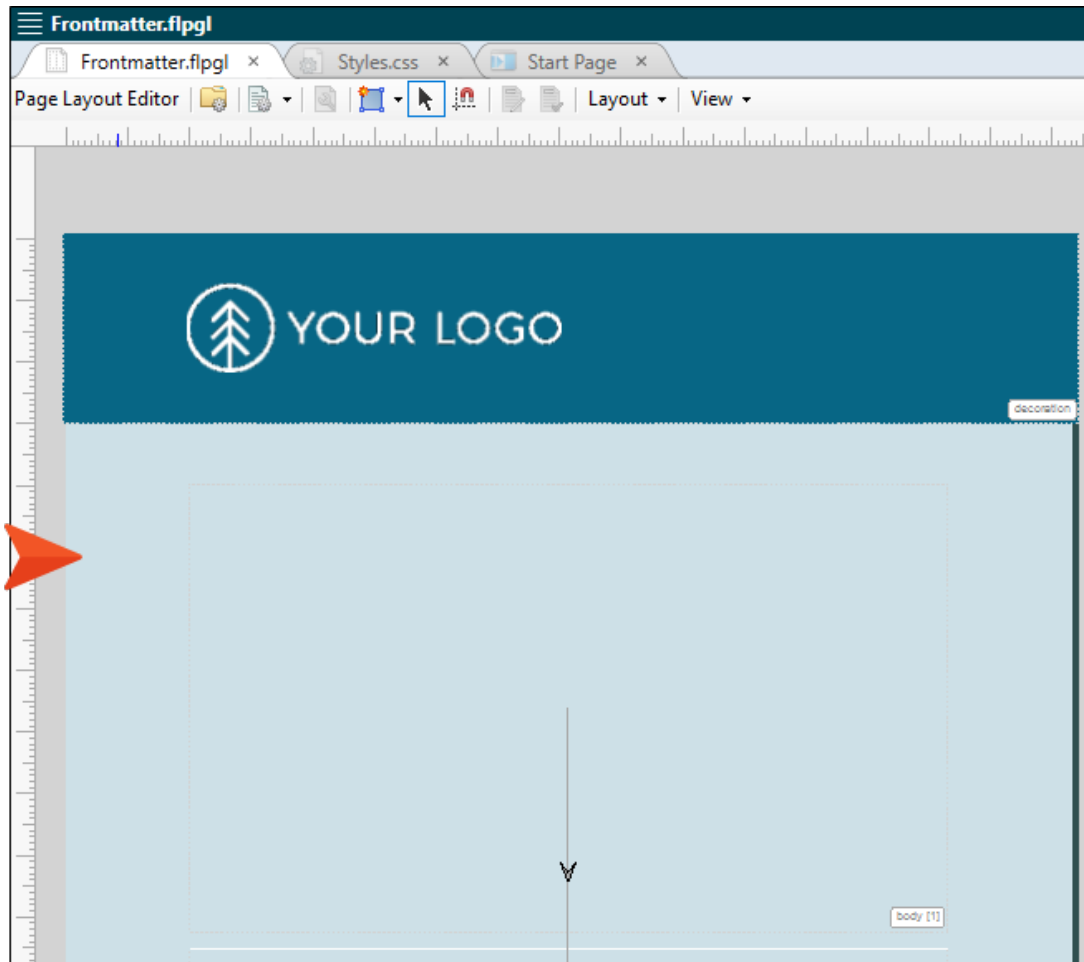 Frontmatter.flpgl
Frontmatter.flpgl × Styles.css × Start Page ×
Page Layout Editor Layout View
YOUR LOGO
decoration
body [1]